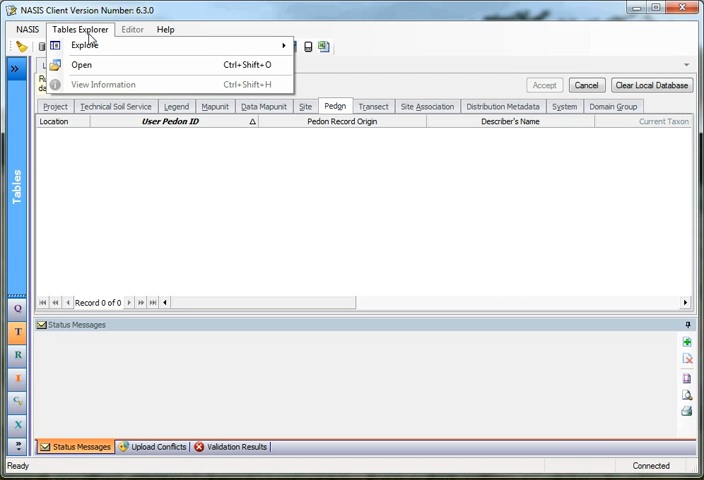 NASIS Client Version Number: 6.3.0
NASIS Tables Explorer Editor Help
Explore
Open Ctrl+Shift+O
View Information Ctrl+Shift+H
Accept Cancel Clear Local Database
Project Technical Soil Service Legend Mapunit Data Mapunit Site Pedon Transect Site Association Distribution Metadata System Domain Group
Location User Pedon ID Pedon Record Origin Describer's Name Current Taxon
Tables
Record 0 of 0
Q
T
R
I
C
X
Status Messages
Status Messages Upload Conflicts Validation Results
Ready Connected